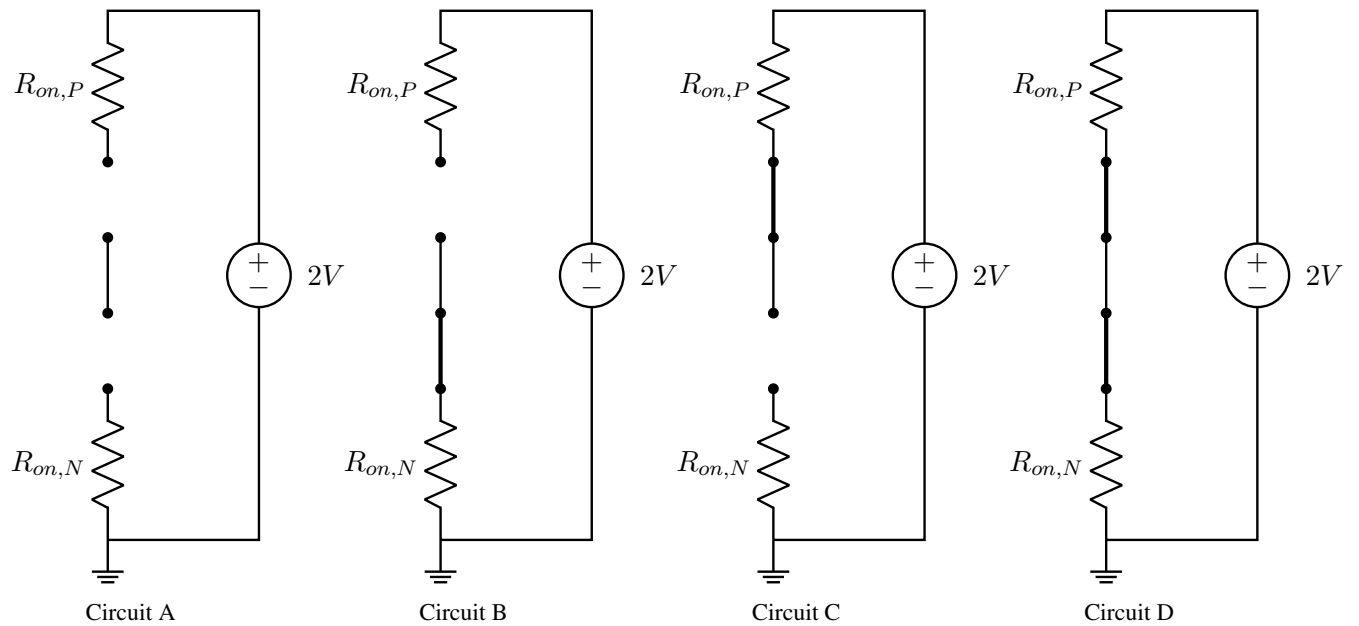 R_{on,P} R_{on,P} R_{on,P} R_{on,P}
+ − 2V + − 2V + − 2V + − 2V
R_{on,N} R_{on,N} R_{on,N} R_{on,N}
Circuit A Circuit B Circuit C Circuit D